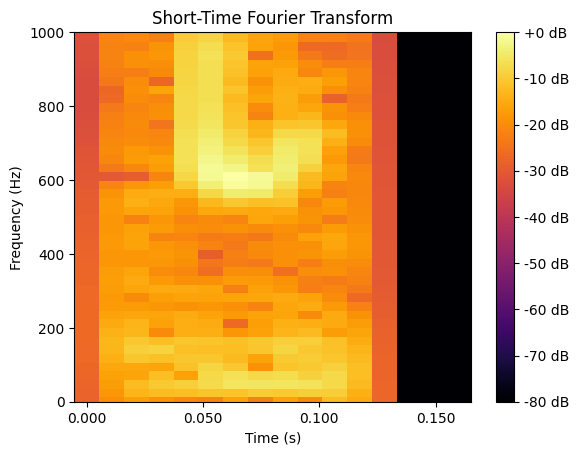 Short-Time Fourier Transform
Frequency (Hz)
1000
800
600
400
200
0
0.000
0.050
0.100
0.150
Time (s)
+0 dB
-10 dB
-20 dB
-30 dB
-40 dB
-50 dB
-60 dB
-70 dB
-80 dB